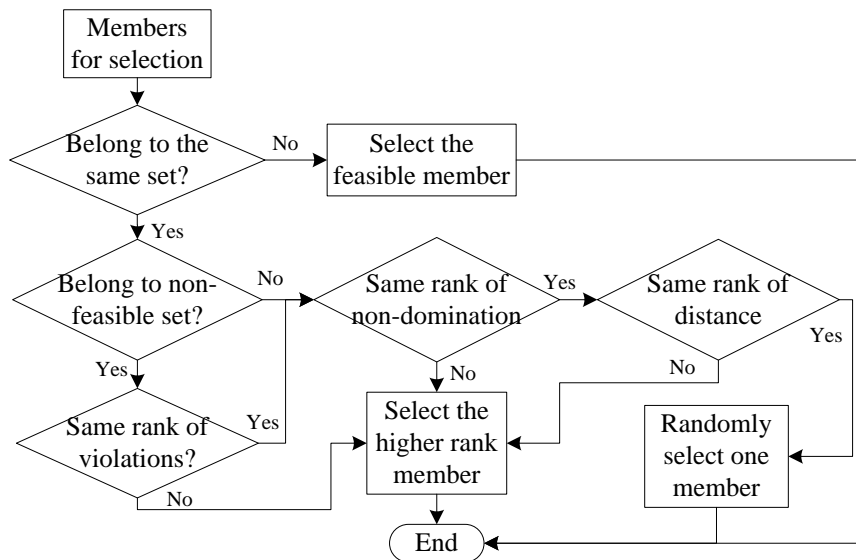 Members
for selection
Belong to the
same set?
No
Select the
feasible member
Yes
Belong to non-
feasible set?
No
Same rank of
non-domination
Yes
Same rank of
distance
Yes
Yes
No
No
Same rank of
violations?
Yes
Select the
higher rank
member
Randomly
select one
member
No
End